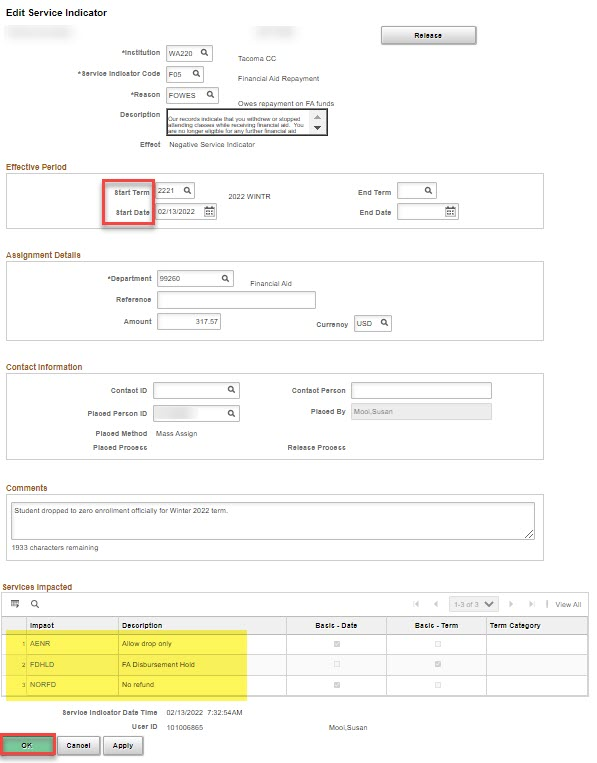 Edit Service Indicator
Release
*Institution WA220 Tacoma CC
*Service Indicator Code F05 Financial Aid Repayment
*Reason FOWES Owes repayment on FA funds
Description Our records indicate that you withdrew or stopped
attending classes while receiving financial aid. You
are no longer eligible for any further financial aid
Effect Negative Service Indicator
Effective Period
Start Term 2221 2022 WINTR End Term
Start Date 02/13/2022 End Date
Assignment Details
*Department 99260 Financial Aid
Reference
Amount 317.57 Currency USD
Contact Information
Contact ID Contact Person
Placed Person ID Placed By Mooi,Susan
Placed Method Mass Assign
Placed Process Release Process
Comments
Student dropped to zero enrollment officially for Winter 2022 term.
1933 characters remaining
Services Impacted
1-3 of 3 View All
Impact Description Basis - Date Basis - Term Term Category
1 AENR Allow drop only
2 FDHLD FA Disbursement Hold
3 NORFD No refund
Service Indicator Date Time 02/13/2022 7:32:54AM
User ID 101006865 Mooi,Susan
OK Cancel Apply